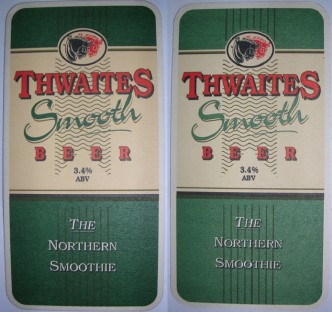 THWAITES
Smooth
BEER
3.4%
ABV
THE
NORTHERN
SMOOTHIE
THWAITES
Smooth
BEER
3.4%
ABV
THE
NORTHERN
SMOOTHIE